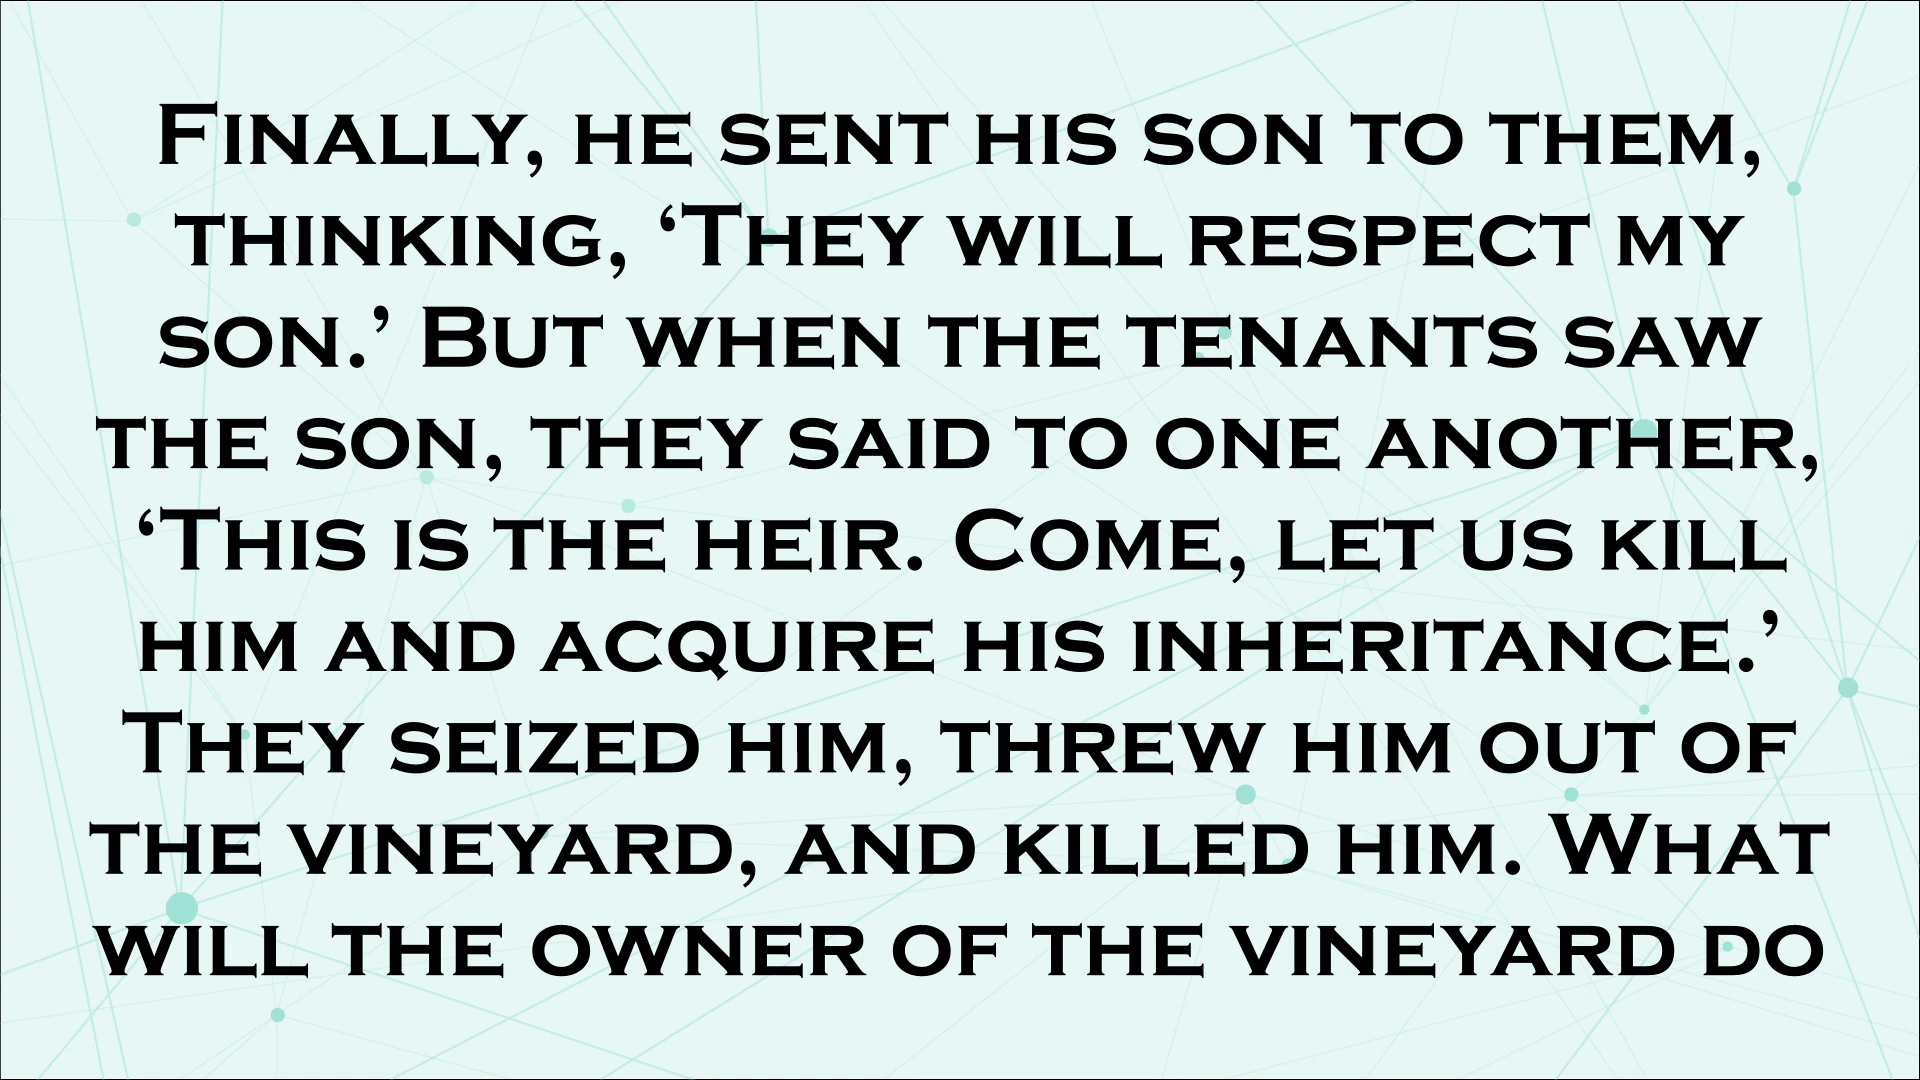 Finally, he sent his son to them,
thinking, ‘They will respect my
son.’ But when the tenants saw
the son, they said to one another,
‘This is the heir. Come, let us kill
him and acquire his inheritance.’
They seized him, threw him out of
the vineyard, and killed him. What
will the owner of the vineyard do